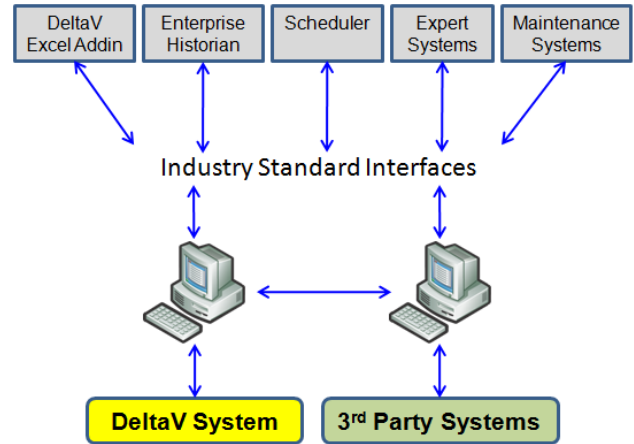 DeltaV
Excel Addin
Enterprise
Historian
Scheduler
Expert
Systems
Maintenance
Systems
Industry Standard Interfaces
DeltaV System
3rd Party Systems